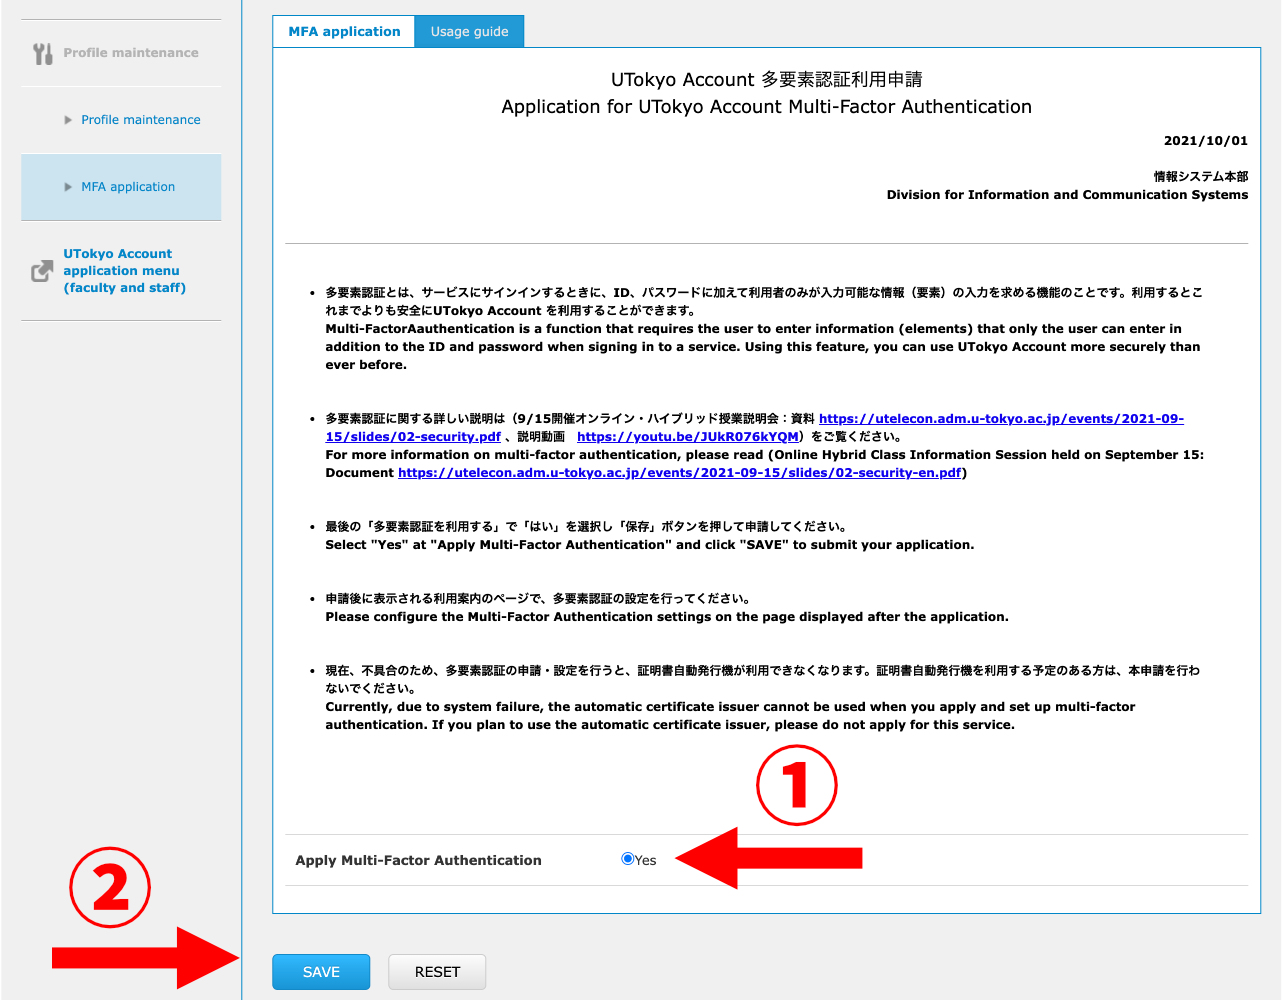 Profile maintenance
Profile maintenance
MFA application
UTokyo Account
application menu
(faculty and staff)
MFA application
Usage guide
UTokyo Account 多要素認証利用申請
Application for UTokyo Account Multi-Factor Authentication
2021/10/01
情報システム本部
Division for Information and Communication Systems
• 多要素認証とは、サービスにサインインするときに、ID、パスワードに加えて利用者のみが入力可能な情報（要素）の入力を求める機能のことです。利用するとこ
れまでよりも安全にUTokyo Account を利用することができます。
Multi-FactorAauthentication is a function that requires the user to enter information (elements) that only the user can enter in
addition to the ID and password when signing in to a service. Using this feature, you can use UTokyo Account more securely than
ever before.
• 多要素認証に関する詳しい説明は（9/15開催オンライン・ハイブリッド授業説明会：資料 https://utelecon.adm.u-tokyo.ac.jp/events/2021-09-
15/slides/02-security.pdf 、説明動画　https://youtu.be/JUkR076kYQM）をご覧ください。
For more information on multi-factor authentication, please read (Online Hybrid Class Information Session held on September 15:
Document https://utelecon.adm.u-tokyo.ac.jp/events/2021-09-15/slides/02-security-en.pdf)
• 最後の「多要素認証を利用する」で「はい」を選択し「保存」ボタンを押して申請してください。
Select "Yes" at "Apply Multi-Factor Authentication" and click "SAVE" to submit your application.
• 申請後に表示される利用案内のページで、多要素認証の設定を行ってください。
Please configure the Multi-Factor Authentication settings on the page displayed after the application.
• 現在、不具合のため、多要素認証の申請・設定を行うと、証明書自動発行機が利用できなくなります。証明書自動発行機を利用する予定のある方は、本申請を行わ
ないでください。
Currently, due to system failure, the automatic certificate issuer cannot be used when you apply and set up multi-factor
authentication. If you plan to use the automatic certificate issuer, please do not apply for this service.
1
Apply Multi-Factor Authentication
Yes
2
SAVE
RESET